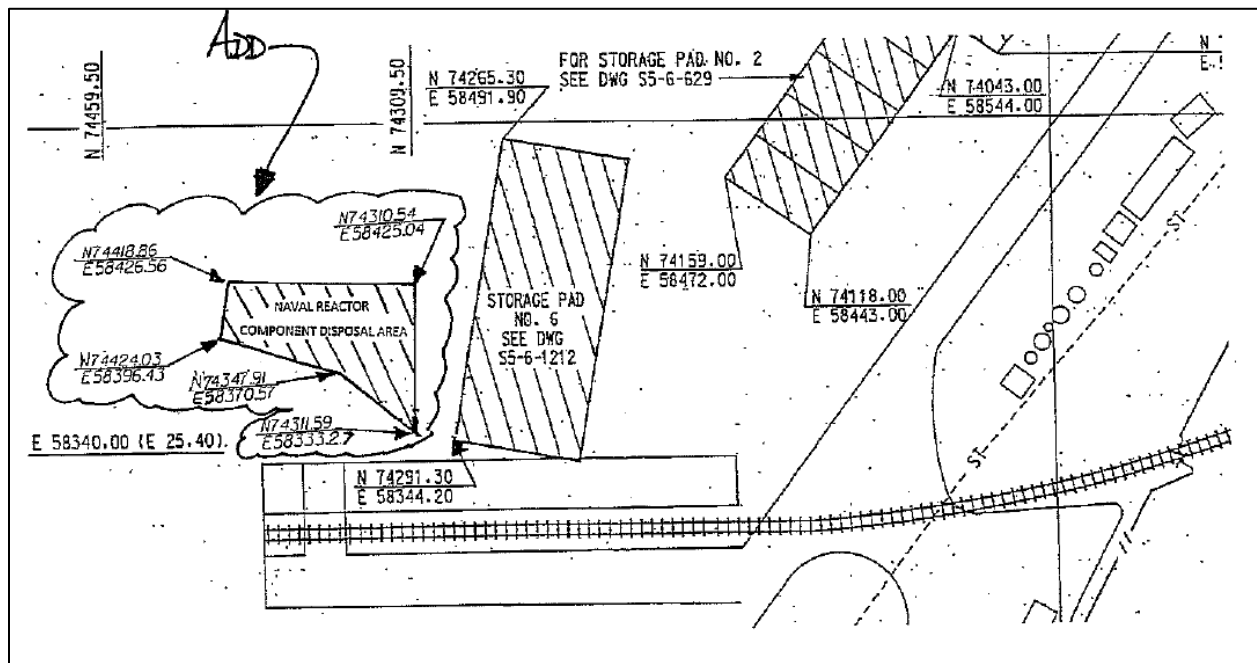 ADD
N 74459.50
N 74309.50
N 74265.30
E 58491.90
FOR STORAGE PAD NO. 2
SEE DWG S5-6-629
N 74043.00
E 58544.00
N
E
N74418.86
E58426.56
N74310.54
E58425.04
NAVAL REACTOR
COMPONENT DISPOSAL AREA
N74424.03
E58396.43
N74347.91
E58370.57
N74311.59
E58333.27
E 58340.00 (E 25.40)
STORAGE PAD
NO. 6
SEE DWG
S5-6-1212
N 74291.30
E 58344.20
N 74159.00
E 58472.00
N 74118.00
E 58443.00
ST
ST